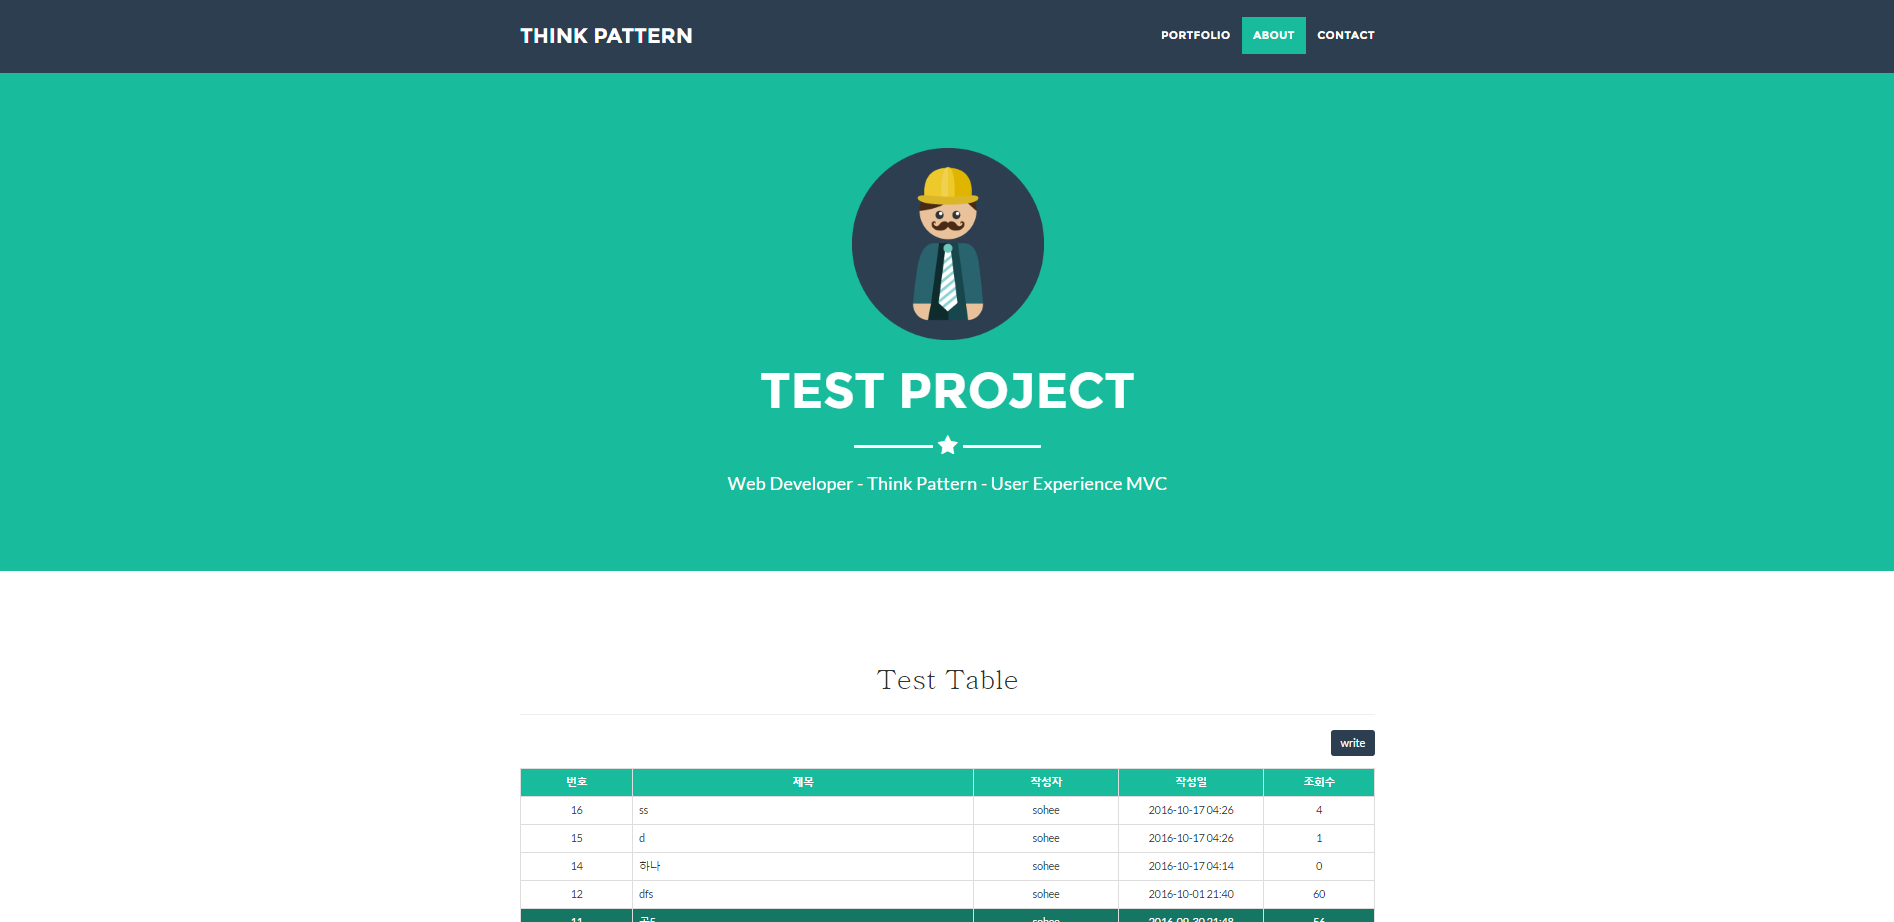 THINK PATTERN PORTFOLIO ABOUT CONTACT
TEST PROJECT
Web Developer - Think Pattern - User Experience MVC
Test Table
write
번호 제목 작성자 작성일 조회수
16 ss sohee 2016-10-17 04:26 4
15 d sohee 2016-10-17 04:26 1
14 하나 sohee 2016-10-17 04:14 0
12 dfs sohee 2016-10-01 21:40 60
11 sohee 2016-09-30 21:48 56